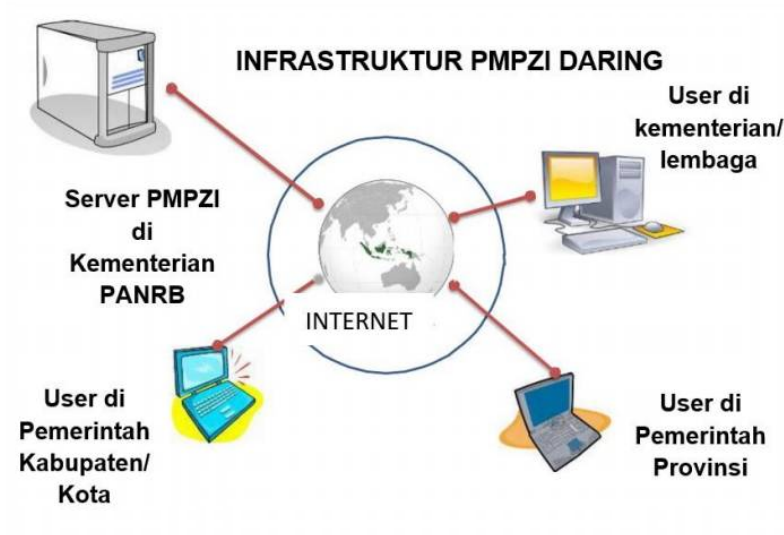 INFRASTRUKTUR PMPZI DARING
User di
kementerian/
lembaga
Server PMPZI
di
Kementerian
PANRB
INTERNET
User di
Pemerintah
Kabupaten/
Kota
User di
Pemerintah
Provinsi